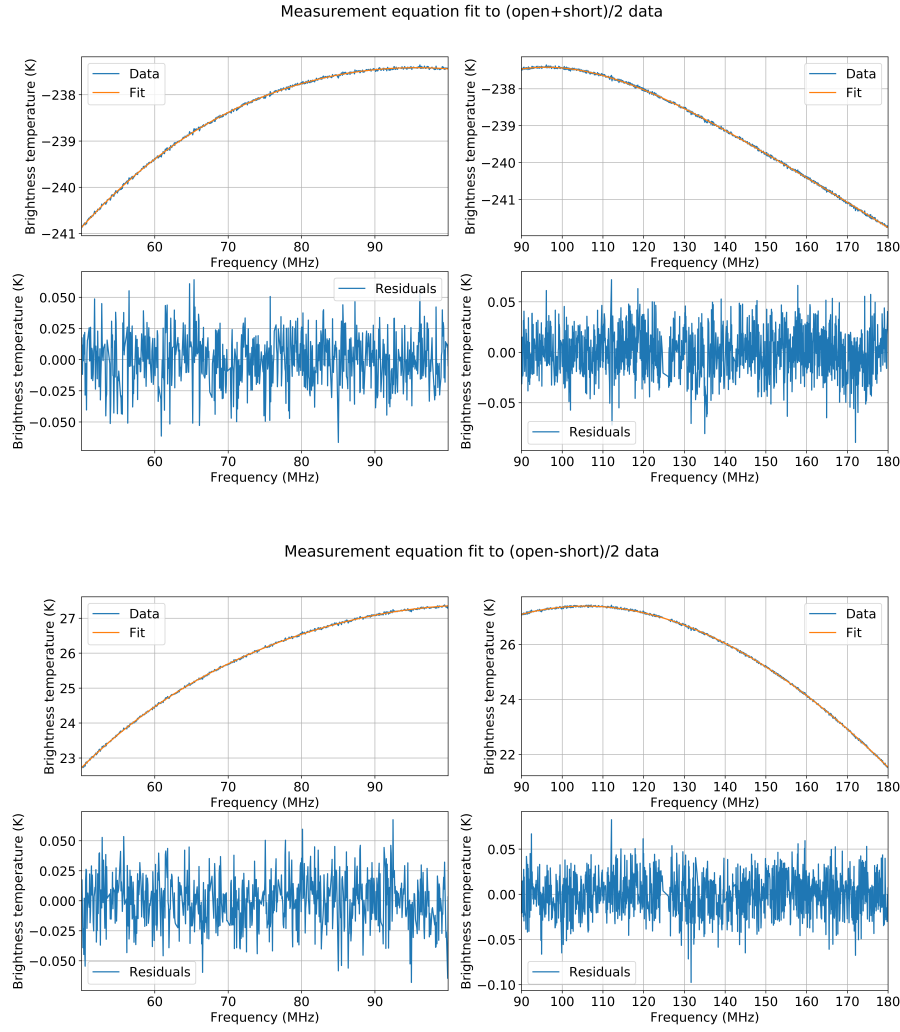 Measurement equation fit to (open+short)/2 data
Brightness temperature (K)
−238
−239
−240
−241
Data
Fit
60 70 80 90
Frequency (MHz)
Brightness temperature (K)
−238
−239
−240
−241
Data
Fit
90 100 110 120 130 140 150 160 170 180
Frequency (MHz)
Brightness temperature (K)
0.050
0.025
0.000
−0.025
−0.050
Residuals
60 70 80 90
Frequency (MHz)
Brightness temperature (K)
0.05
0.00
−0.05
Residuals
90 100 110 120 130 140 150 160 170 180
Frequency (MHz)
Measurement equation fit to (open-short)/2 data
Brightness temperature (K)
27
26
25
24
23
Data
Fit
60 70 80 90
Frequency (MHz)
Brightness temperature (K)
26
24
22
Data
Fit
90 100 110 120 130 140 150 160 170 180
Frequency (MHz)
Brightness temperature (K)
0.050
0.025
0.000
−0.025
−0.050
Residuals
60 70 80 90
Frequency (MHz)
Brightness temperature (K)
0.05
0.00
−0.05
−0.10
Residuals
90 100 110 120 130 140 150 160 170 180
Frequency (MHz)